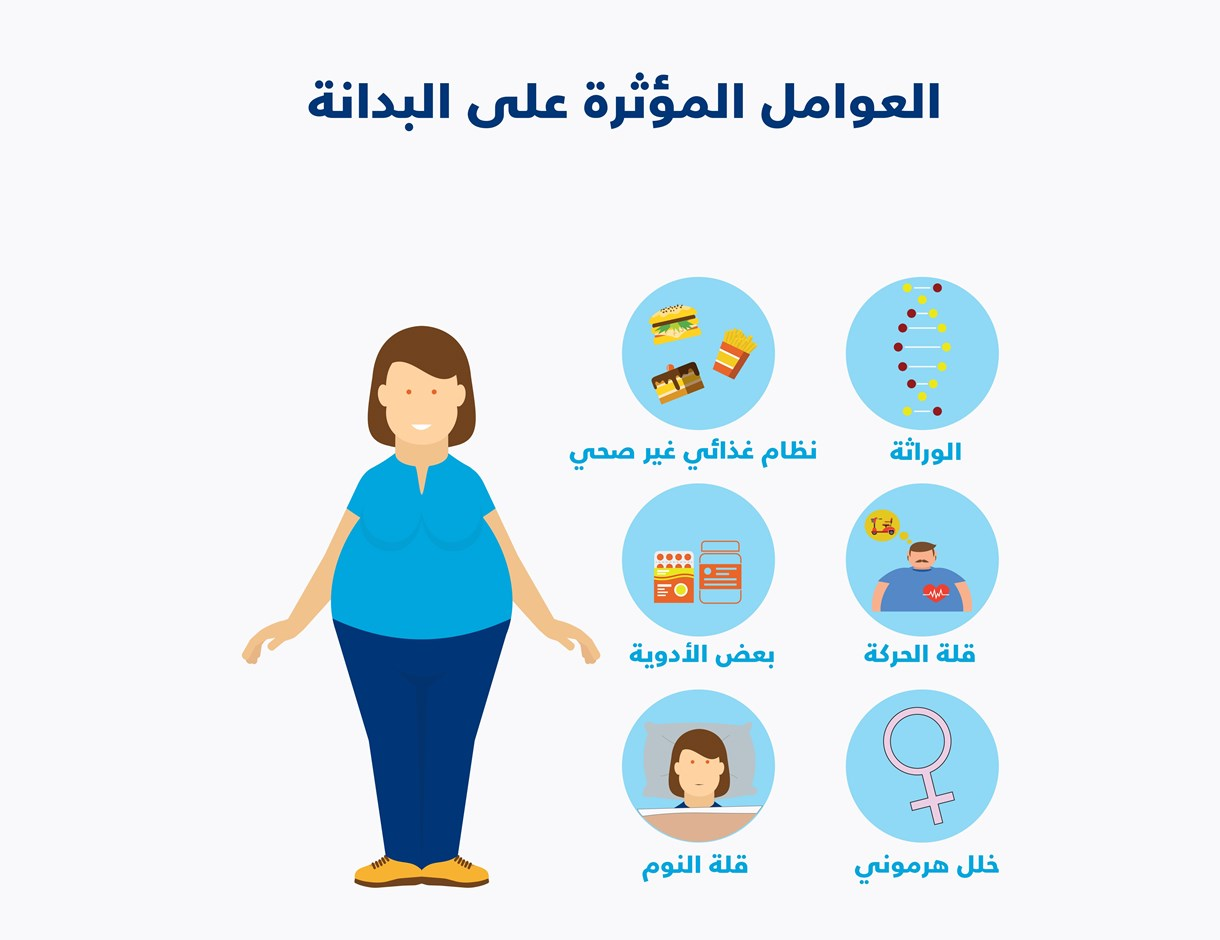 العوامل المؤثرة على البدانة
الوراثة
نظام غذائي غير صحي
قلة الحركة
بعض الأدوية
خلل هرموني
قلة النوم